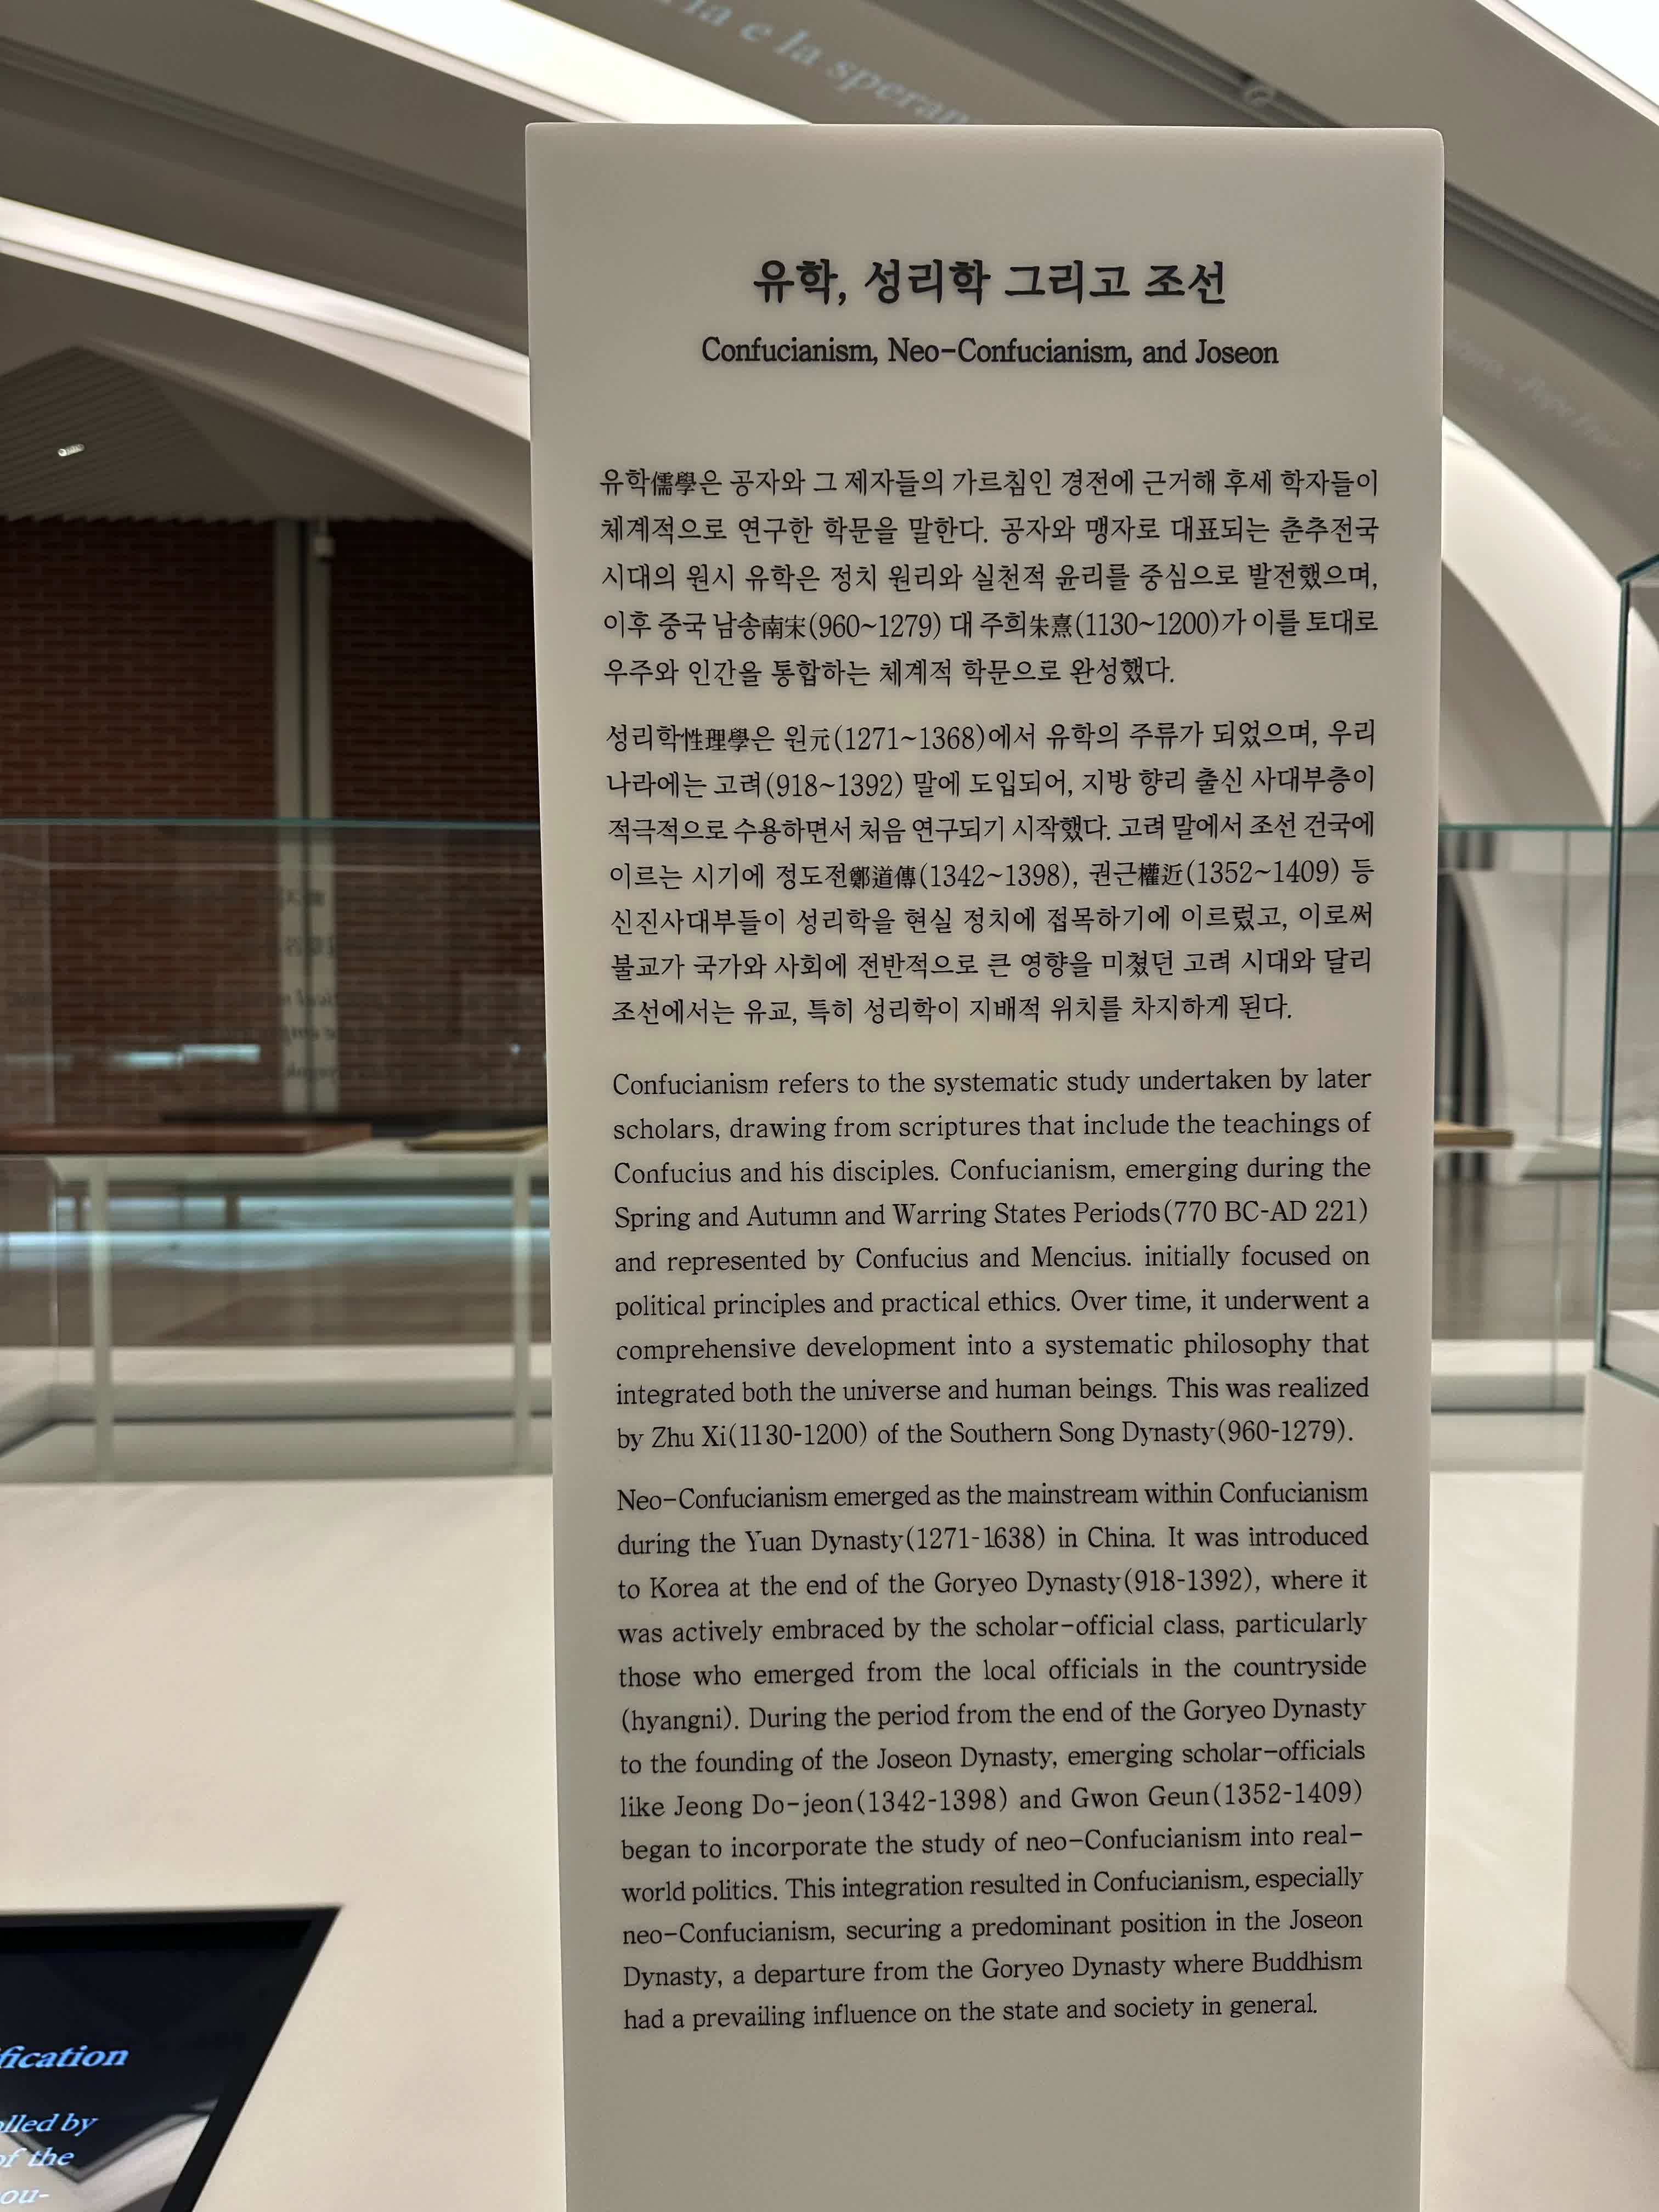 ria e la speran
유학, 성리학 그리고 조선
Confucianism, Neo-Confucianism, and Joseon
유학儒學은 공자와 그 제자들의 가르침인 경전에 근거해 후세 학자들이
체계적으로 연구한 학문을 말한다. 공자와 맹자로 대표되는 춘추전국
시대의 원시 유학은 정치 원리와 실천적 윤리를 중심으로 발전했으며,
이후 중국 남송南宋(960~1279) 대 주희朱熹(1130~1200)가 이를 토대로
우주와 인간을 통합하는 체계적 학문으로 완성했다.
성리학性理學은 원元(1271~1368)에서 유학의 주류가 되었으며, 우리
나라에는 고려(918~1392) 말에 도입되어, 지방 향리 출신 사대부층이
적극적으로 수용하면서 처음 연구되기 시작했다. 고려 말에서 조선 건국에
이르는 시기에 정도전鄭道傳(1342~1398), 권근權近(1352~1409) 등
신진사대부들이 성리학을 현실 정치에 접목하기에 이르렀고, 이로써
불교가 국가와 사회에 전반적으로 큰 영향을 미쳤던 고려 시대와 달리
조선에서는 유교, 특히 성리학이 지배적 위치를 차지하게 된다.
Confucianism refers to the systematic study undertaken by later
scholars, drawing from scriptures that include the teachings of
Confucius and his disciples. Confucianism, emerging during the
Spring and Autumn and Warring States Periods(770 BC-AD 221)
and represented by Confucius and Mencius. initially focused on
political principles and practical ethics. Over time, it underwent a
comprehensive development into a systematic philosophy that
integrated both the universe and human beings. This was realized
by Zhu Xi(1130-1200) of the Southern Song Dynasty(960-1279).
Neo-Confucianism emerged as the mainstream within Confucianism
during the Yuan Dynasty(1271-1638) in China. It was introduced
to Korea at the end of the Goryeo Dynasty(918-1392), where it
was actively embraced by the scholar-official class, particularly
those who emerged from the local officials in the countryside
(hyangni). During the period from the end of the Goryeo Dynasty
to the founding of the Joseon Dynasty, emerging scholar-officials
like Jeong Do-jeon(1342-1398) and Gwon Geun(1352-1409)
began to incorporate the study of neo-Confucianism into real-
world politics. This integration resulted in Confucianism, especially
neo-Confucianism, securing a predominant position in the Joseon
Dynasty, a departure from the Goryeo Dynasty where Buddhism
had a prevailing influence on the state and society in general.
fication
olled by
of the
ou-